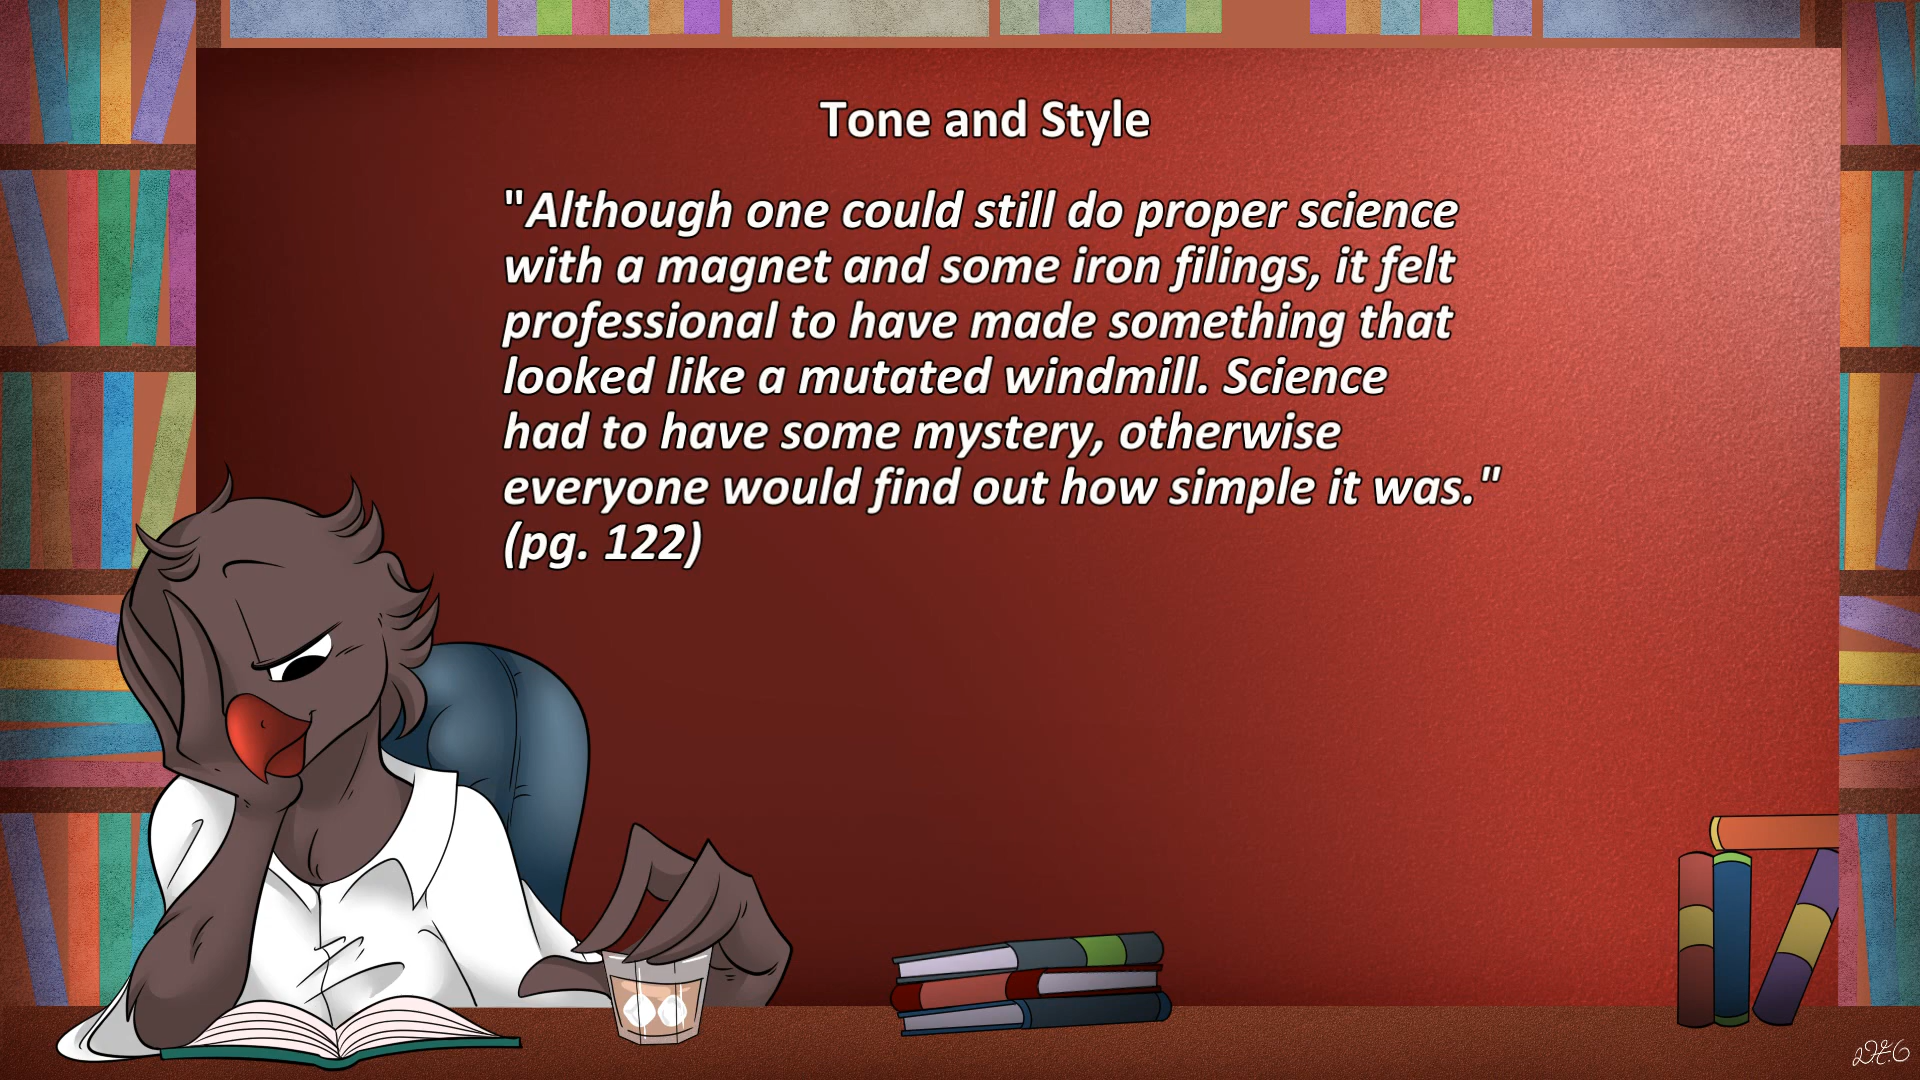 Tone and Style
"Although one could still do proper science
with a magnet and some iron filings, it felt
professional to have made something that
looked like a mutated windmill. Science
had to have some mystery, otherwise
everyone would find out how simple it was."
(pg. 122)